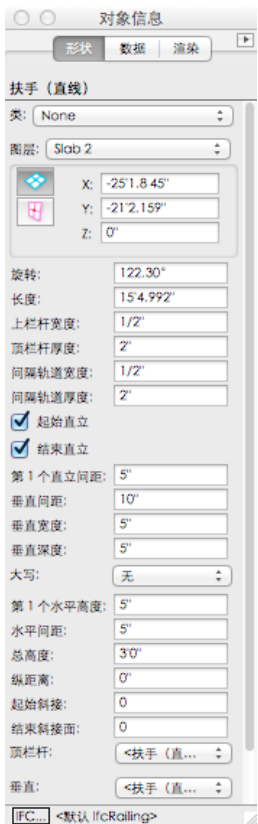 对象信息
形状 数据 渲染
扶手（直线）
类: None
图层: Slab 2
X: -25'1.845"
Y: -21'2.159"
Z: 0"
旋转: 122.30°
长度: 15'4.992"
上栏杆宽度: 1/2"
顶栏杆厚度: 2"
间隔轨道宽度: 1/2"
间隔轨道厚度: 2"
起始直立
结束直立
第 1 个直立间距: 5"
垂直间距: 10"
垂直宽度: 5"
垂直深度: 5"
大写: 无
第 1 个水平高度: 5"
水平间距: 5"
总高度: 3'0"
纵距离: 0"
起始斜接: 0
结束斜接面: 0
顶栏杆: <扶手（直...
垂直: <扶手（直...
IFC... <默认 IfcRailing>